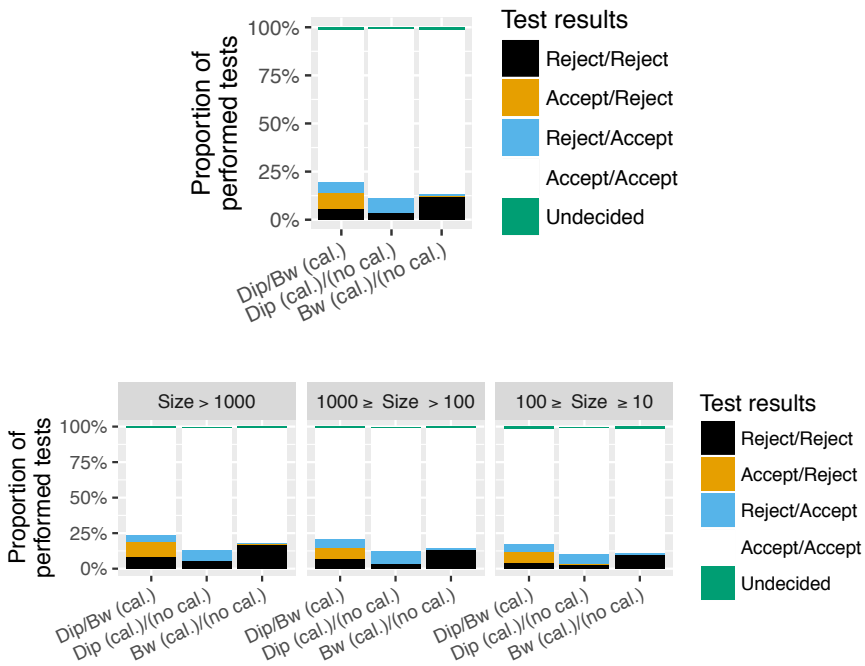 Proportion of
performed tests
100%
75%
50%
25%
0%
Dip/Bw (cal.)
Dip (cal.)/(no cal.)
Bw (cal.)/(no cal.)
Test results
Reject/Reject
Accept/Reject
Reject/Accept
Accept/Accept
Undecided
Size > 1000
1000 ≥ Size > 100
100 ≥ Size ≥ 10
Proportion of
performed tests
100%
75%
50%
25%
0%
Dip/Bw (cal.)
Dip (cal.)/(no cal.)
Bw (cal.)/(no cal.)
Dip/Bw (cal.)
Dip (cal.)/(no cal.)
Bw (cal.)/(no cal.)
Dip/Bw (cal.)
Dip (cal.)/(no cal.)
Bw (cal.)/(no cal.)
Test results
Reject/Reject
Accept/Reject
Reject/Accept
Accept/Accept
Undecided